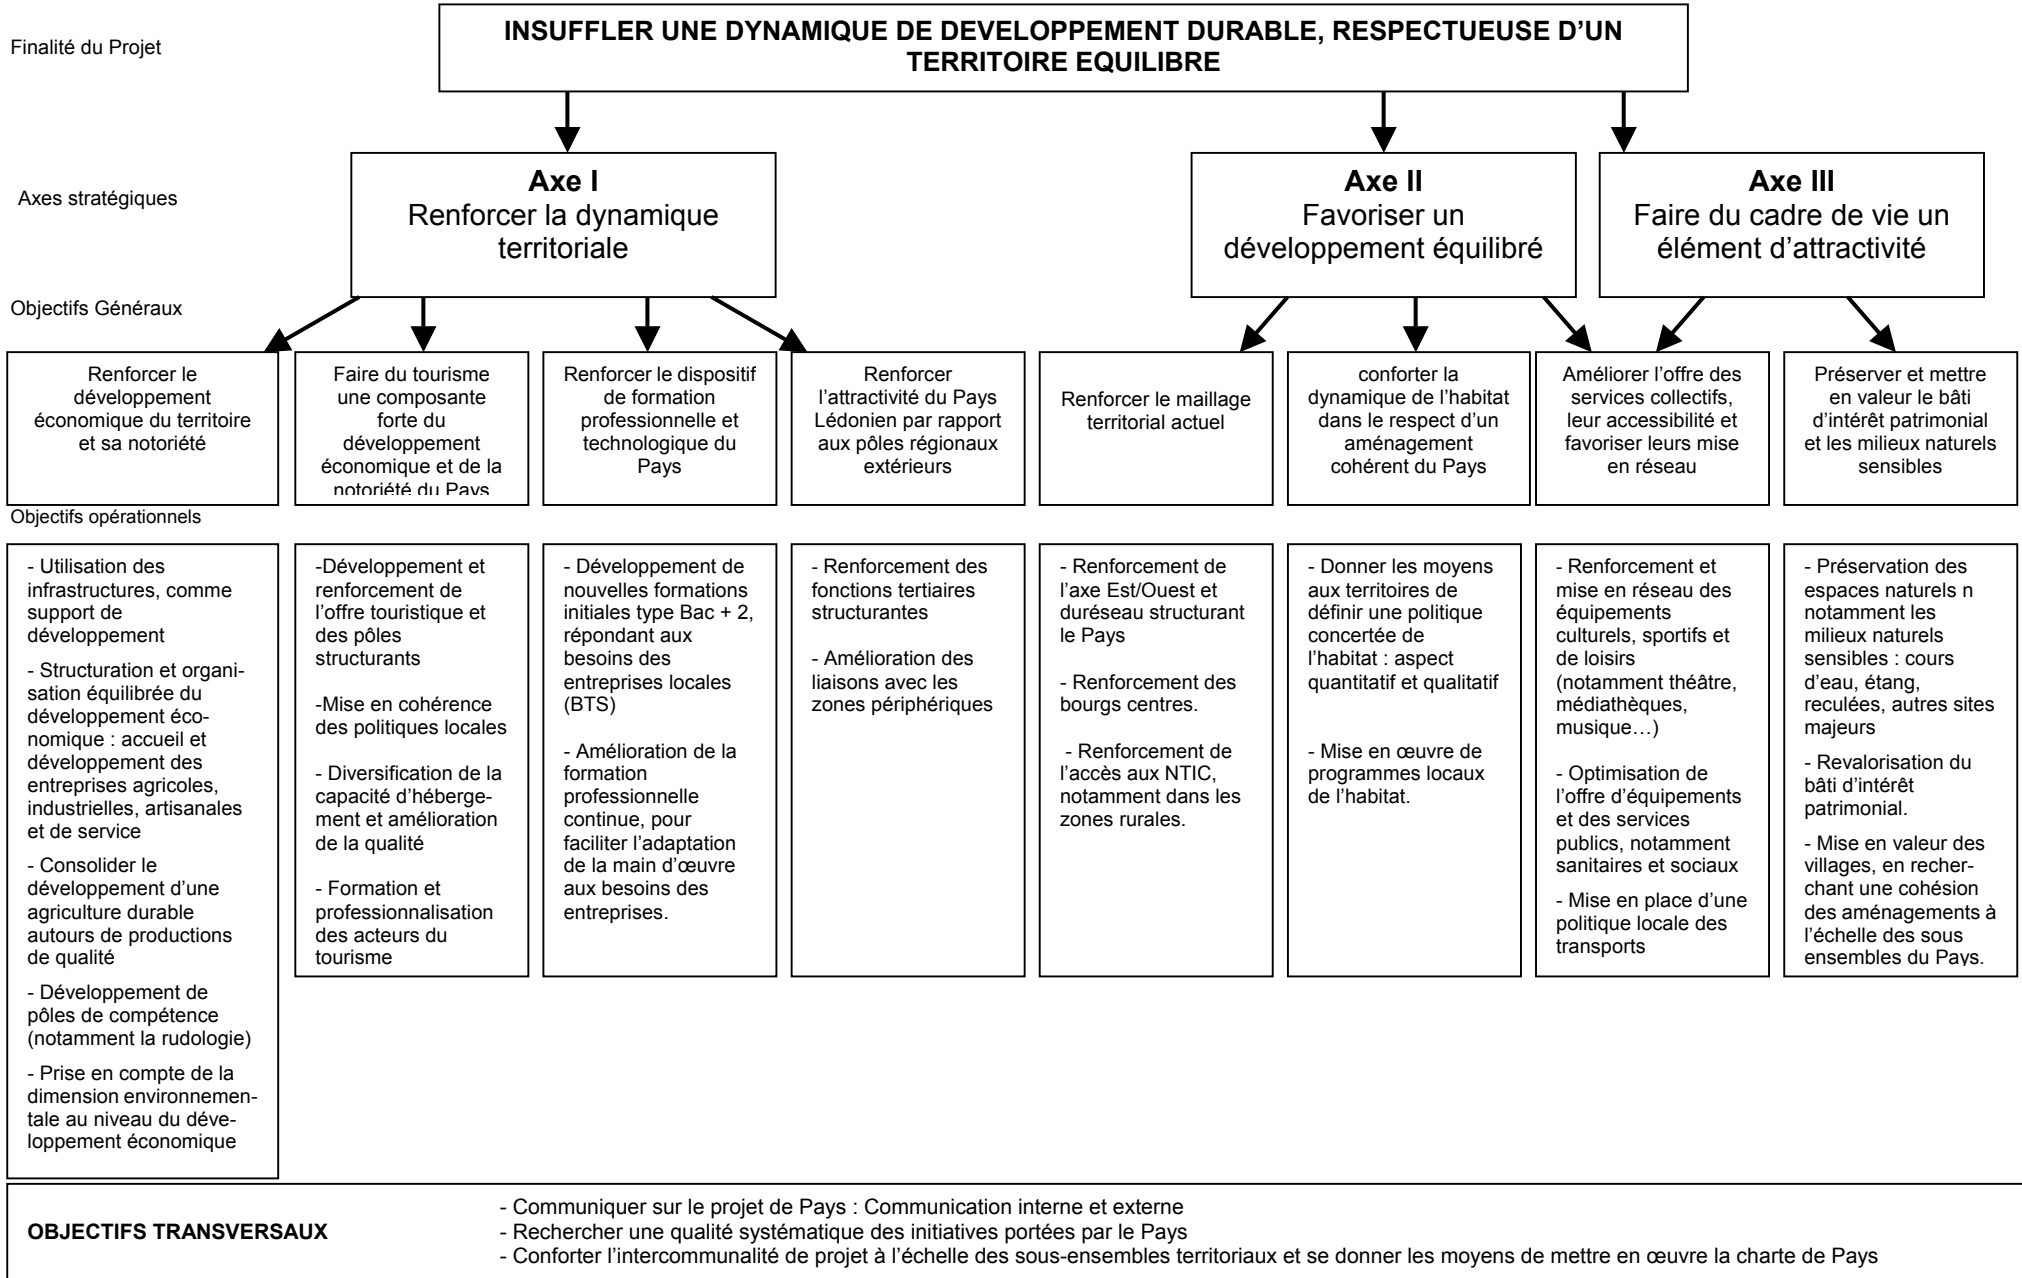 Finalité du Projet
INSUFFLER UNE DYNAMIQUE DE DEVELOPPEMENT DURABLE, RESPECTUEUSE D’UN
TERRITOIRE EQUILIBRE
Axes stratégiques
Axe I
Renforcer la dynamique
territoriale
Axe II
Favoriser un
développement équilibré
Axe III
Faire du cadre de vie un
élément d’attractivité
Objectifs Généraux
Renforcer le
développement
économique du territoire
et sa notoriété
Faire du tourisme
une composante
forte du
développement
économique et de la
notoriété du Pays
Renforcer le dispositif
de formation
professionnelle et
technologique du
Pays
Renforcer
l’attractivité du Pays
Lédonien par rapport
aux pôles régionaux
extérieurs
Renforcer le maillage
territorial actuel
conforter la
dynamique de l’habitat
dans le respect d’un
aménagement
cohérent du Pays
Améliorer l’offre des
services collectifs,
leur accessibilité et
favoriser leurs mise
en réseau
Préserver et mettre
en valeur le bâti
d’intérêt patrimonial
et les milieux naturels
sensibles
Objectifs opérationnels
- Utilisation des
infrastructures, comme
support de
développement
- Structuration et organi-
sation équilibrée du
développement éco-
nomique : accueil et
développement des
entreprises agricoles,
industrielles, artisanales
et de service
- Consolider le
développement d’une
agriculture durable
autours de productions
de qualité
- Développement de
pôles de compétence
(notamment la rudologie)
- Prise en compte de la
dimension environnemen-
tale au niveau du déve-
loppement économique
-Développement et
renforcement de
l’offre touristique et
des pôles
structurants
-Mise en cohérence
des politiques locales
- Diversification de la
capacité d’héberge-
ment et amélioration
de la qualité
- Formation et
professionnalisation
des acteurs du
tourisme
- Développement de
nouvelles formations
initiales type Bac + 2,
répondant aux
besoins des
entreprises locales
(BTS)
- Amélioration de la
formation
professionnelle
continue, pour
faciliter l’adaptation
de la main d’œuvre
aux besoins des
entreprises.
- Renforcement des
fonctions tertiaires
structurantes
- Amélioration des
liaisons avec les
zones périphériques
- Renforcement de
l’axe Est/Ouest et
duréseau structurant
le Pays
- Renforcement des
bourgs centres.
- Renforcement de
l’accès aux NTIC,
notamment dans les
zones rurales.
- Donner les moyens
aux territoires de
définir une politique
concertée de
l’habitat : aspect
quantitatif et qualitatif
- Mise en œuvre de
programmes locaux
de l’habitat.
- Renforcement et
mise en réseau des
équipements
culturels, sportifs et
de loisirs
(notamment théâtre,
médiathèques,
musique…)
- Optimisation de
l’offre d’équipements
et des services
publics, notamment
sanitaires et sociaux
- Mise en place d’une
politique locale des
transports
- Préservation des
espaces naturels n
notamment les
milieux naturels
sensibles : cours
d’eau, étang,
reculées, autres sites
majeurs
- Revalorisation du
bâti d’intérêt
patrimonial.
- Mise en valeur des
villages, en recher-
chant une cohésion
des aménagements à
l’échelle des sous
ensembles du Pays.
OBJECTIFS TRANSVERSAUX
- Communiquer sur le projet de Pays : Communication interne et externe
- Rechercher une qualité systématique des initiatives portées par le Pays
- Conforter l’intercommunalité de projet à l’échelle des sous-ensembles territoriaux et se donner les moyens de mettre en œuvre la charte de Pays